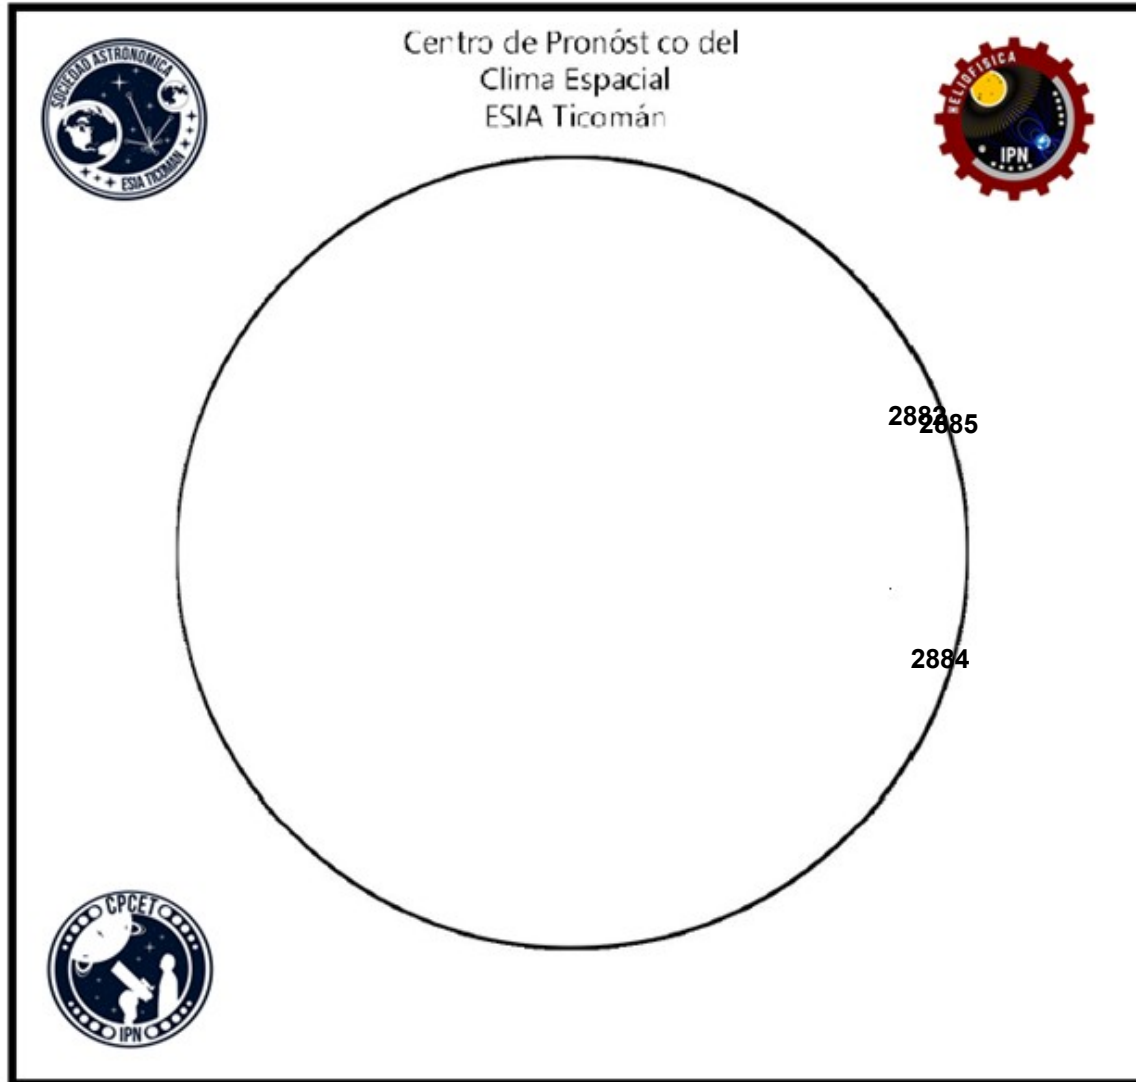 Centro de Pronóst co del
Clima Espacial
ESIA Ticomán
SOCIEDAD ASTRONOMICA
ESIA TICOMAN
HELIOFISICA
IPN
2885
2884
CPCET
IPN